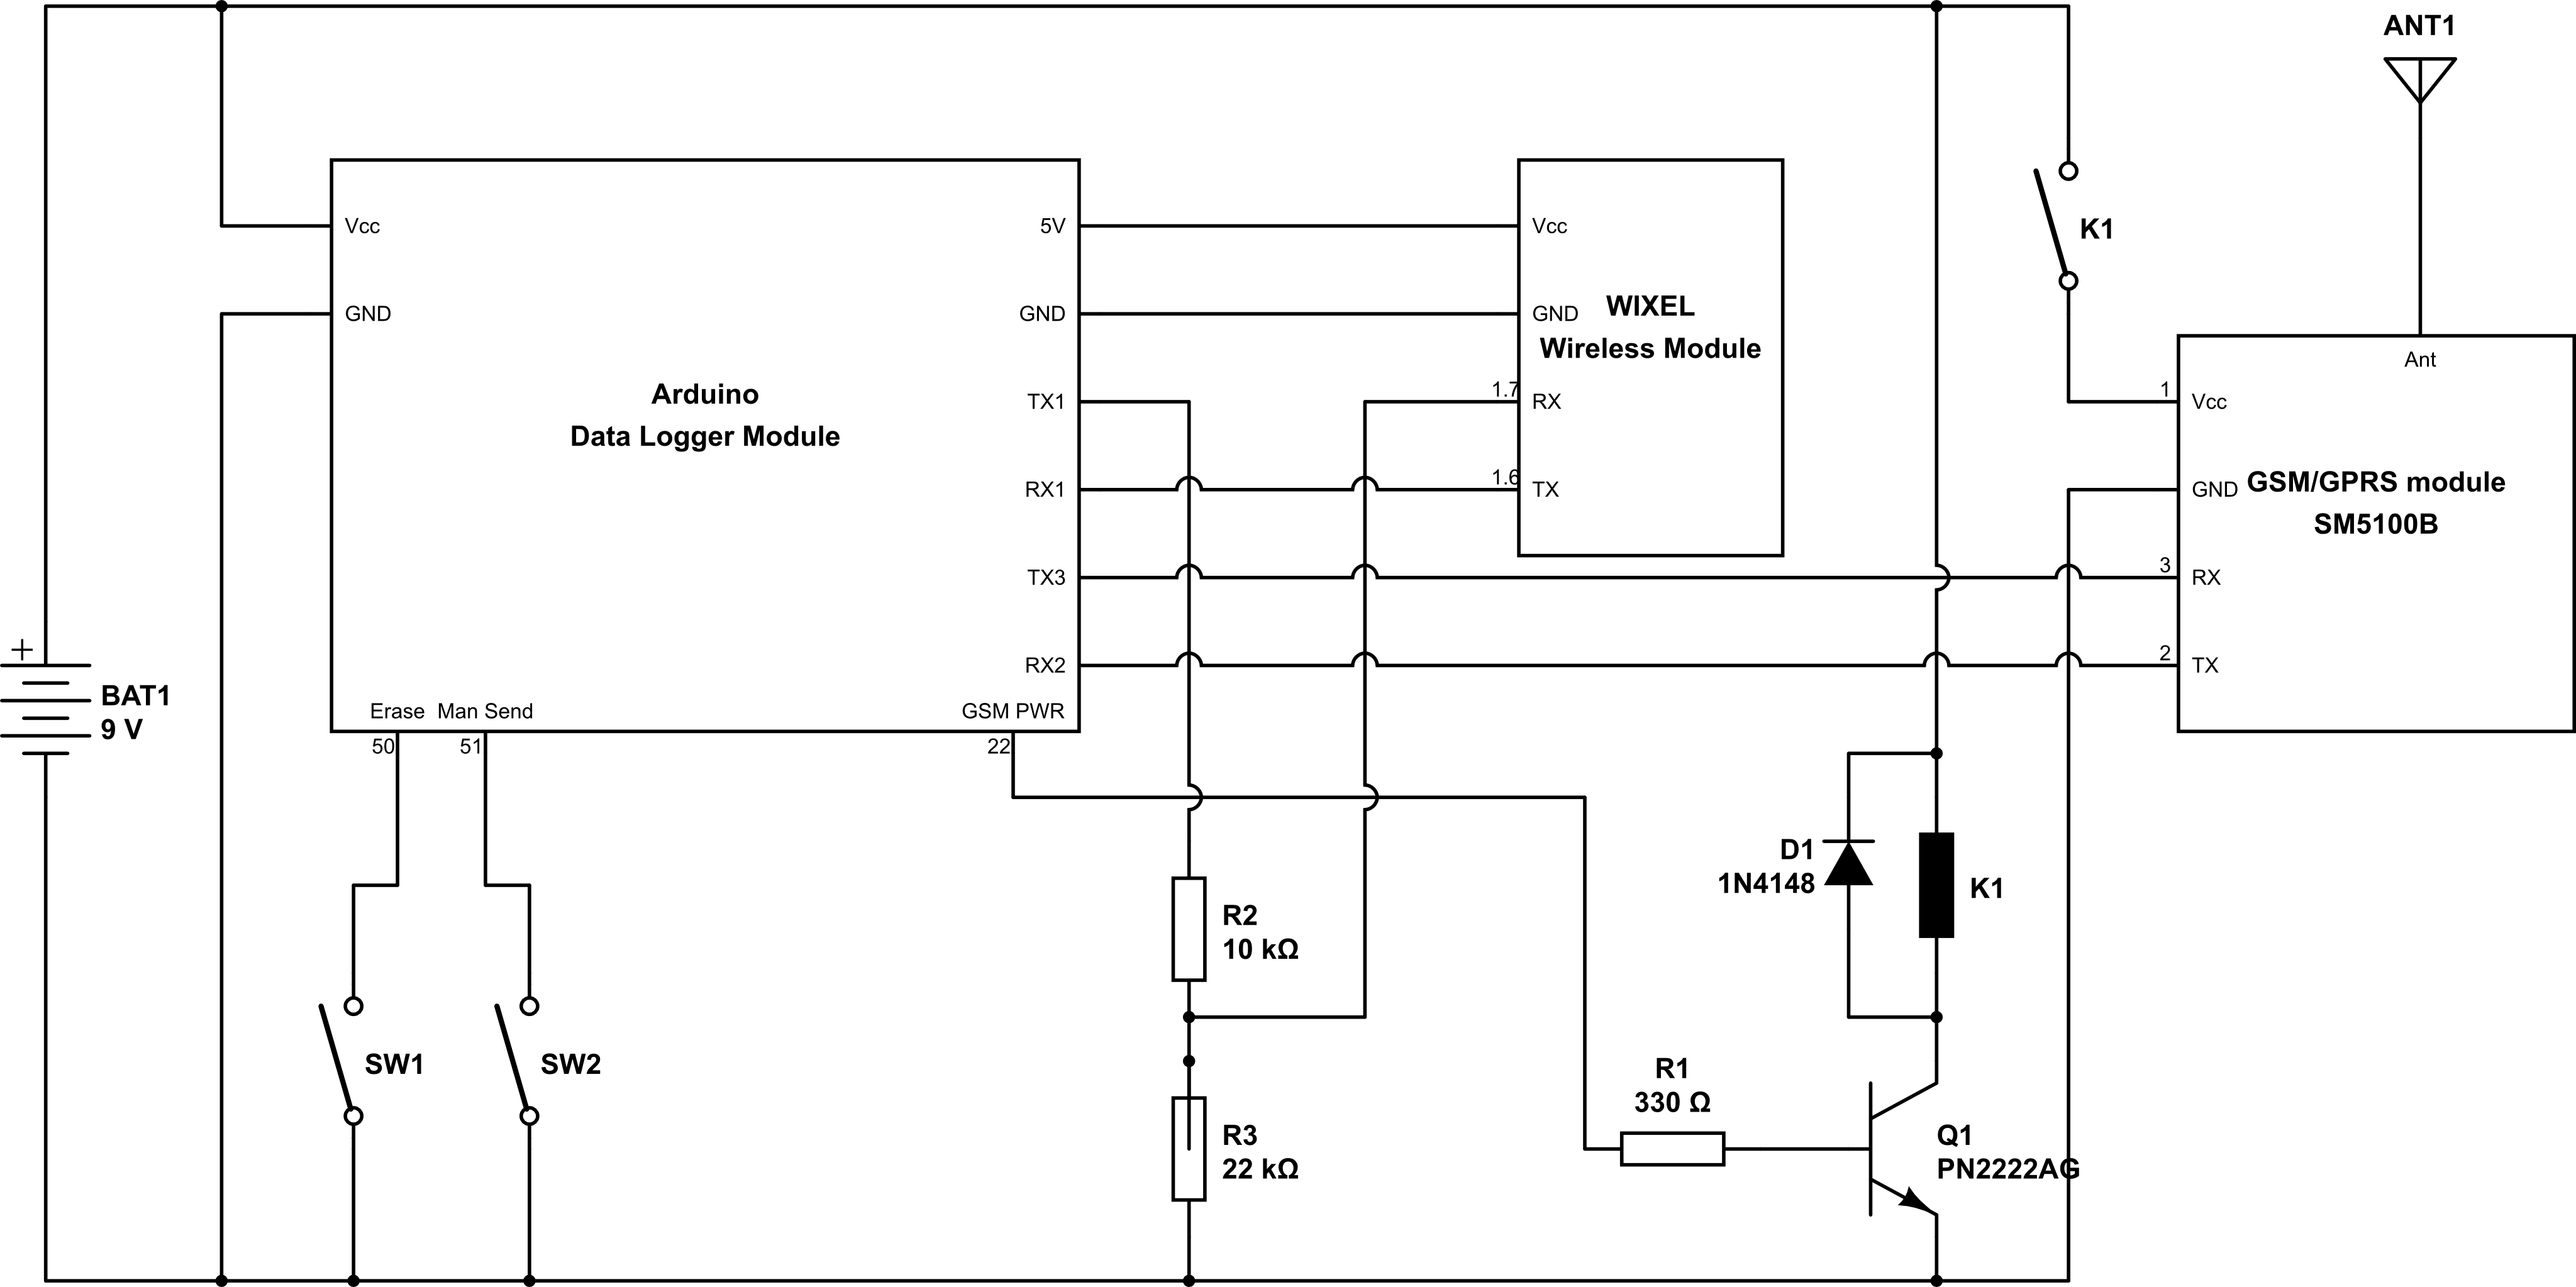 ANT1
K1
Vcc
GND
Arduino
Data Logger Module
5V
GND
TX1
RX1
TX3
RX2
Erase
Man Send
GSM PWR
50
51
22
Vcc
GND
WIXEL
Wireless Module
1.7
RX
1.6
TX
Ant
1
Vcc
GND
GSM/GPRS module
SM5100B
3
RX
2
TX
+
BAT1
9 V
SW1
SW2
R2
10 kΩ
R3
22 kΩ
D1
1N4148
K1
R1
330 Ω
Q1
PN2222AG